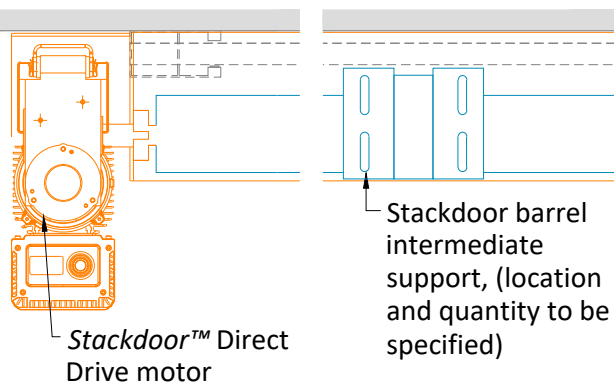 Stackdoor™ Direct
Drive motor
Stackdoor barrel
intermediate
support, (location
and quantity to be
specified)